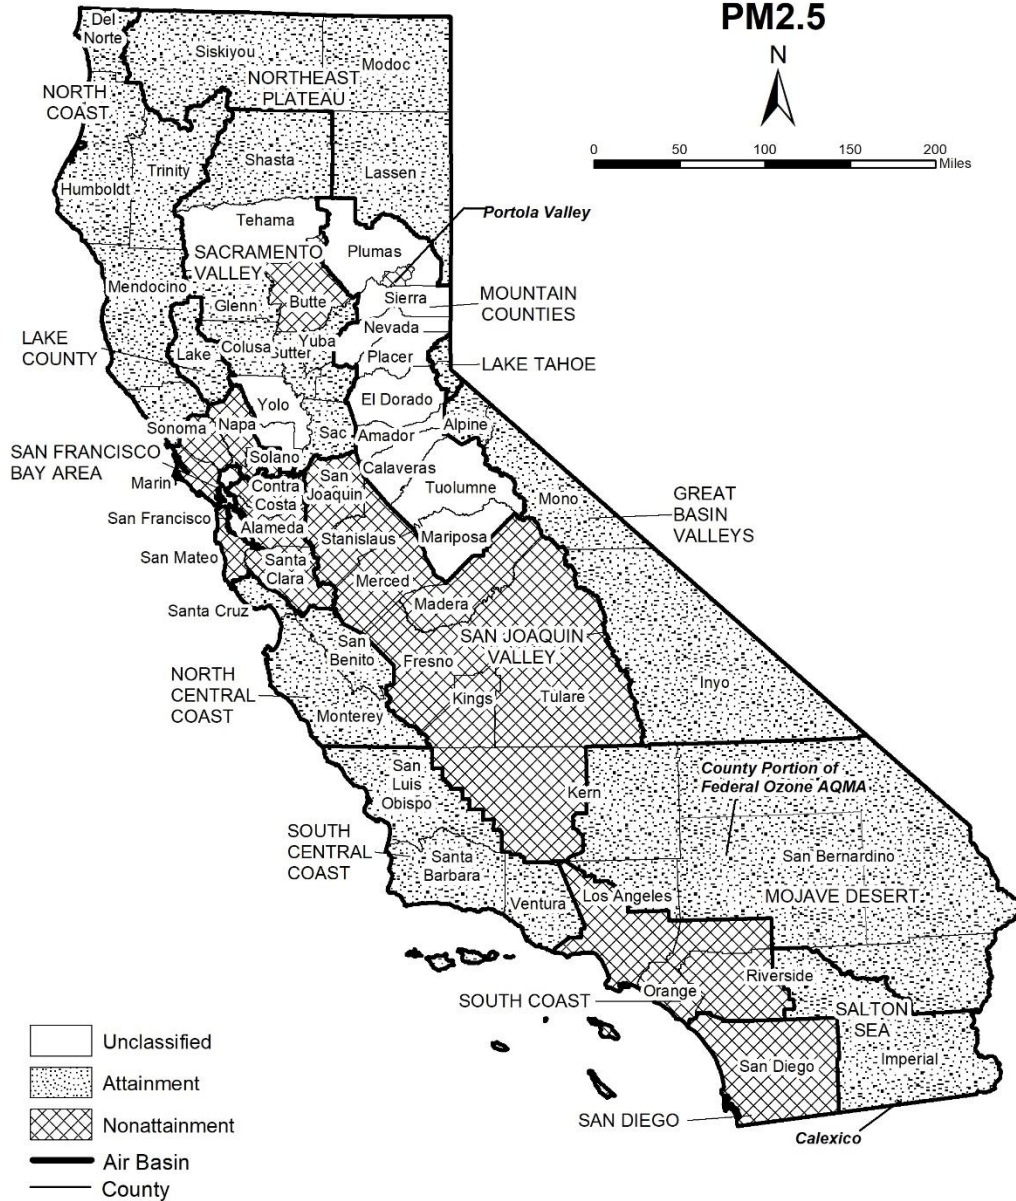 PM2.5
N
0 50 100 150 200
Miles
Del
Norte
Siskiyou
Modoc
NORTHEAST
PLATEAU
NORTH
COAST
Shasta
Trinity
Lassen
Humboldt
Portola Valley
Tehama
Plumas
SACRAMENTO
VALLEY
Mendocino
Glenn
Butte
Sierra
MOUNTAIN
COUNTIES
Nevada
LAKE
COUNTY
Lake
Colusa
Yuba
utter
Placer
LAKE TAHOE
El Dorado
Yolo
Sonoma
Napa
Sac
Amador
Alpine
SAN FRANCISCO
BAY AREA
Solano
Calaveras
Marin
Contra
Costa
San
Joaquin
Tuolumne
Mono
GREAT
BASIN
VALLEYS
San Francisco
Alameda
Stanislaus
Mariposa
San Mateo
Santa
Clara
Merced
Santa Cruz
Madera
SAN JOAQUIN
VALLEY
San
Benito
Fresno
NORTH
CENTRAL
COAST
Kings
Tulare
Inyo
Monterey
San
Luis
Obispo
Kern
County Portion of
Federal Ozone AQMA
SOUTH
CENTRAL
COAST
Santa
Barbara
San Bernardino
Ventura
Los Angeles
MOJAVE DESERT
Riverside
Orange
SOUTH COAST
SALTON
SEA
Imperial
San Diego
SAN DIEGO
Calexico
Unclassified
Attainment
Nonattainment
Air Basin
County